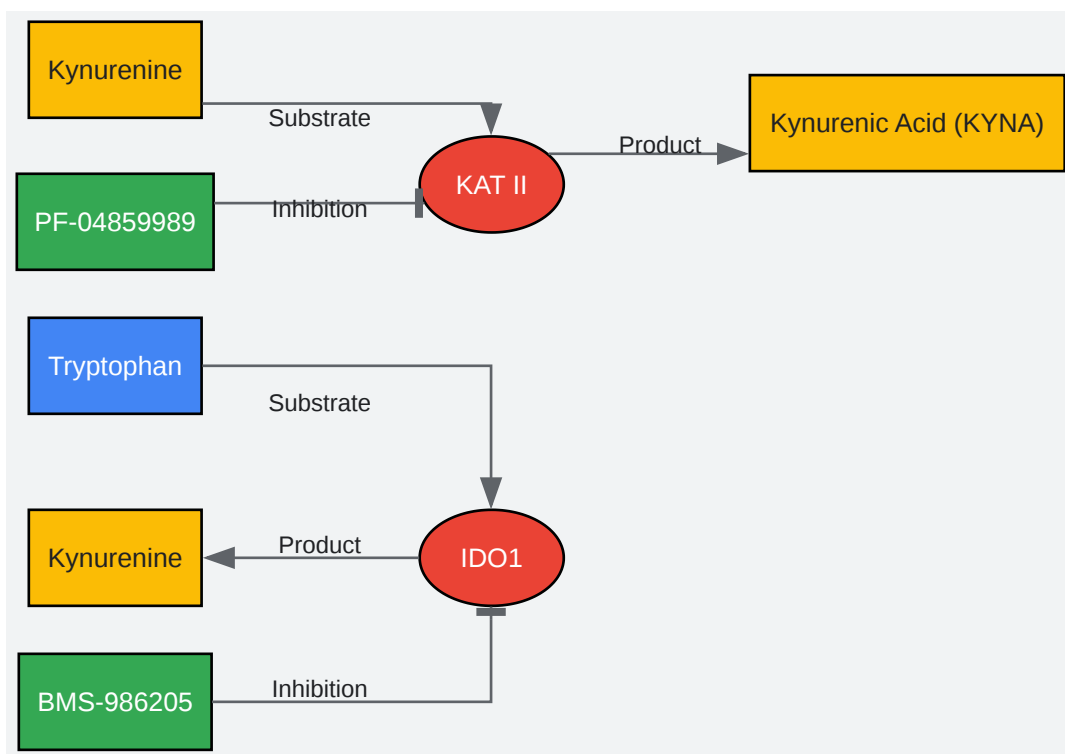 Kynurenine
Substrate
Kynurenic Acid (KYNA)
Product
KAT II
PF-04859989
Inhibition
Tryptophan
Substrate
Kynurenine
Product
IDO1
BMS-986205
Inhibition